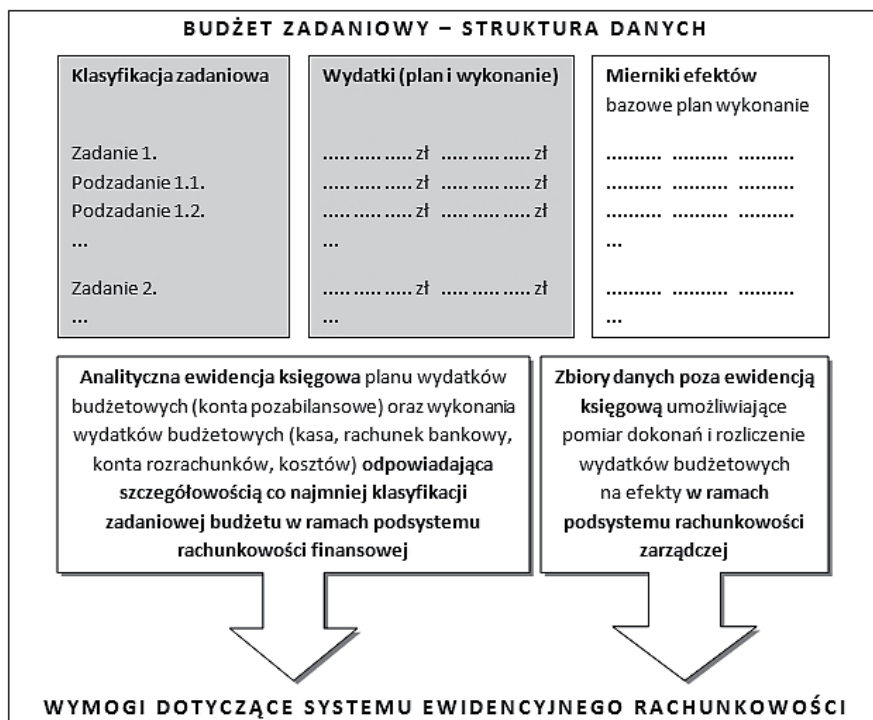 BUDŻET ZADANIOWY – STRUKTURA DANYCH
Klasyfikacja zadaniowa
Zadanie 1.
Podzadanie 1.1.
Podzadanie 1.2.
...
Zadanie 2.
...
Wydatki (plan i wykonanie)
..... ..... ..... zł ..... ..... ..... zł
..... ..... ..... zł ..... ..... ..... zł
..... ..... ..... zł ..... ..... ..... zł
...
..... ..... ..... zł ..... ..... ..... zł
...
Mierniki efektów
bazowe plan wykonanie
.......... .......... ..........
.......... .......... ..........
.......... .......... ..........
...
.......... .......... ..........
...
Analityczna ewidencja księgowa planu wydatków
budżetowych (konta pozabilansowe) oraz wykonania
wydatków budżetowych (kasa, rachunek bankowy,
konta rozrachunków, kosztów) odpowiadająca
szczegółowością co najmniej klasyfikacji
zadaniowej budżetu w ramach podsystemu
rachunkowości finansowej
Zbiory danych poza ewidencją
księgową umożliwiające
pomiar dokonań i rozliczenie
wydatków budżetowych
na efekty w ramach
podsystemu rachunkowości
zarządczej
WYMOGI DOTYCZĄCE SYSTEMU EWIDENCYJNEGO RACHUNKOWOŚCI